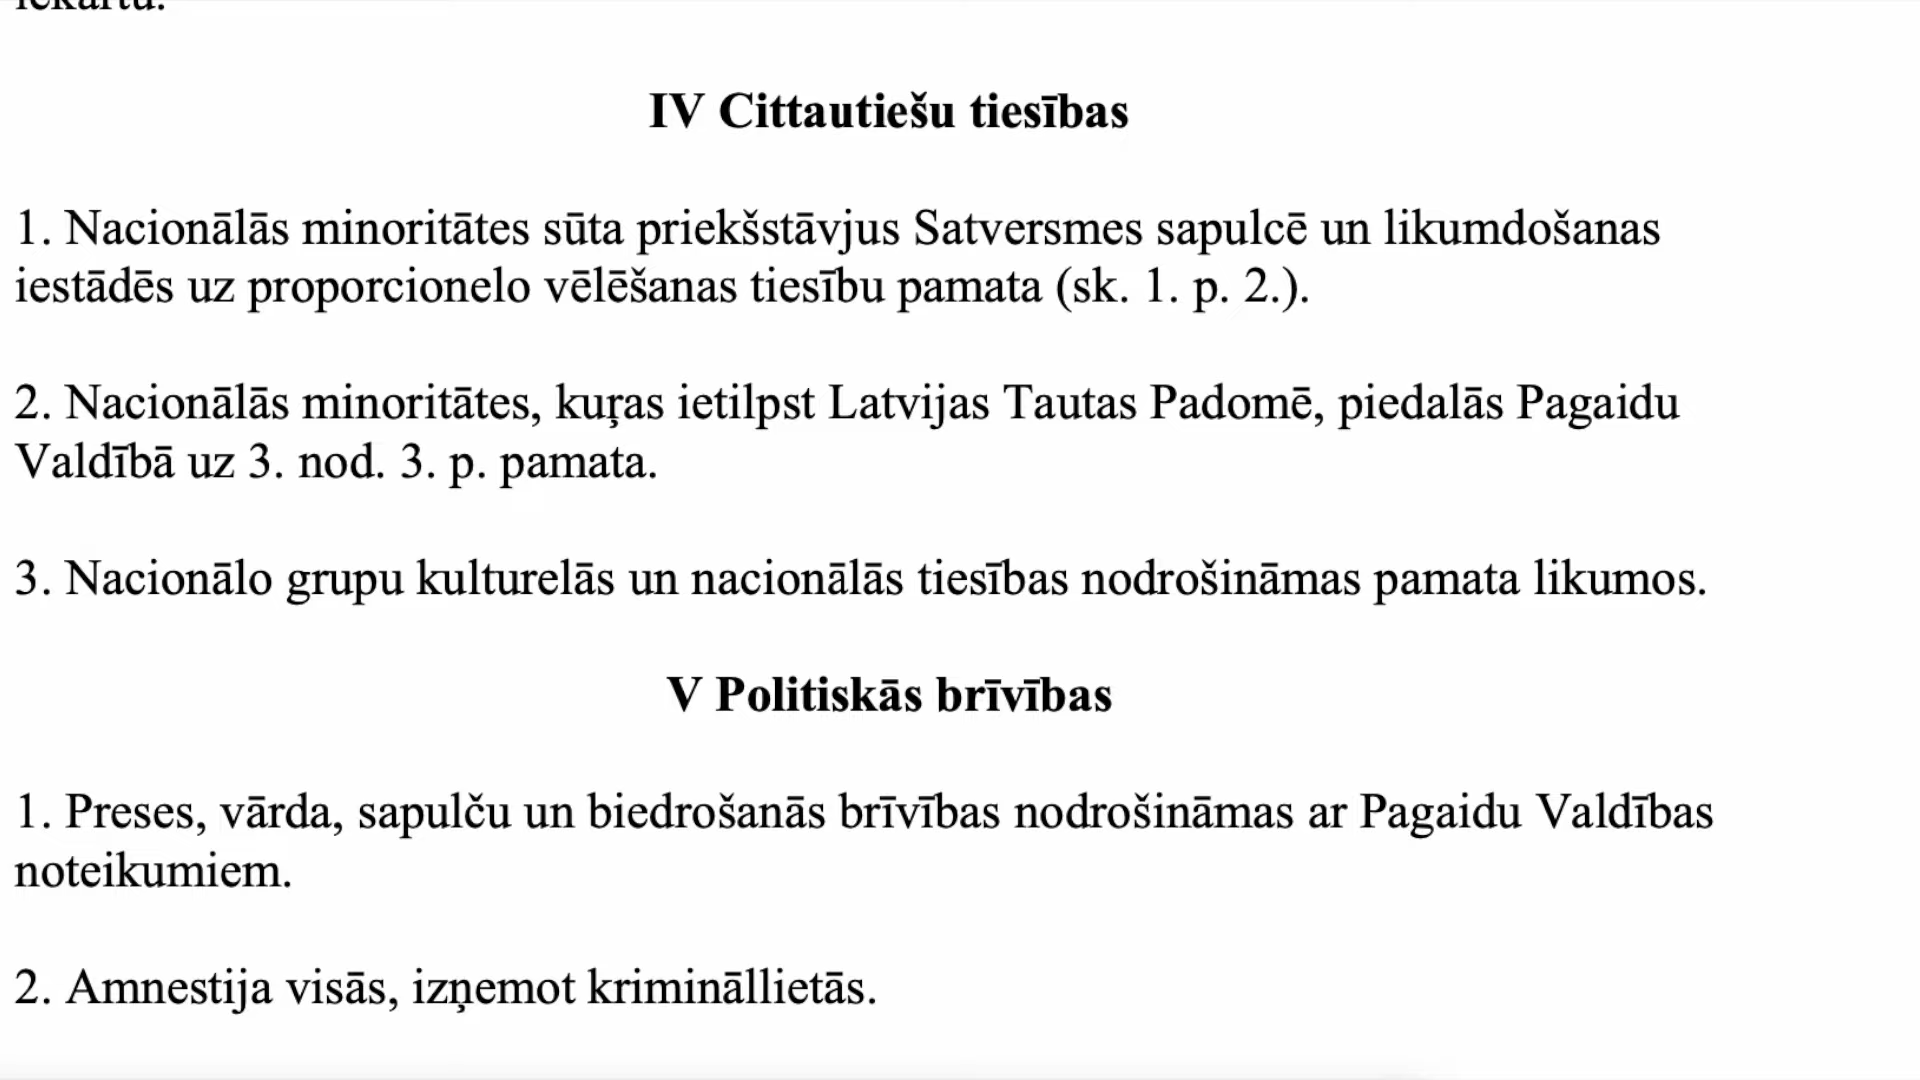 IV Cittautiešu tiesības
1. Nacionālās minoritātes sūta priekšstāvjus Satversmes sapulcē un likumdošanas
iestādēs uz proporcionelo vēlēšanas tiesību pamata (sk. 1. p. 2.).
2. Nacionālās minoritātes, kuŗas ietilpst Latvijas Tautas Padomē, piedalās Pagaidu
Valdībā uz 3. nod. 3. p. pamata.
3. Nacionālo grupu kulturelās un nacionālās tiesības nodrošināmas pamata likumos.
V Politiskās brīvības
1. Preses, vārda, sapulču un biedrošanās brīvības nodrošināmas ar Pagaidu Valdības
noteikumiem.
2. Amnestija visās, izņemot krimināllietās.